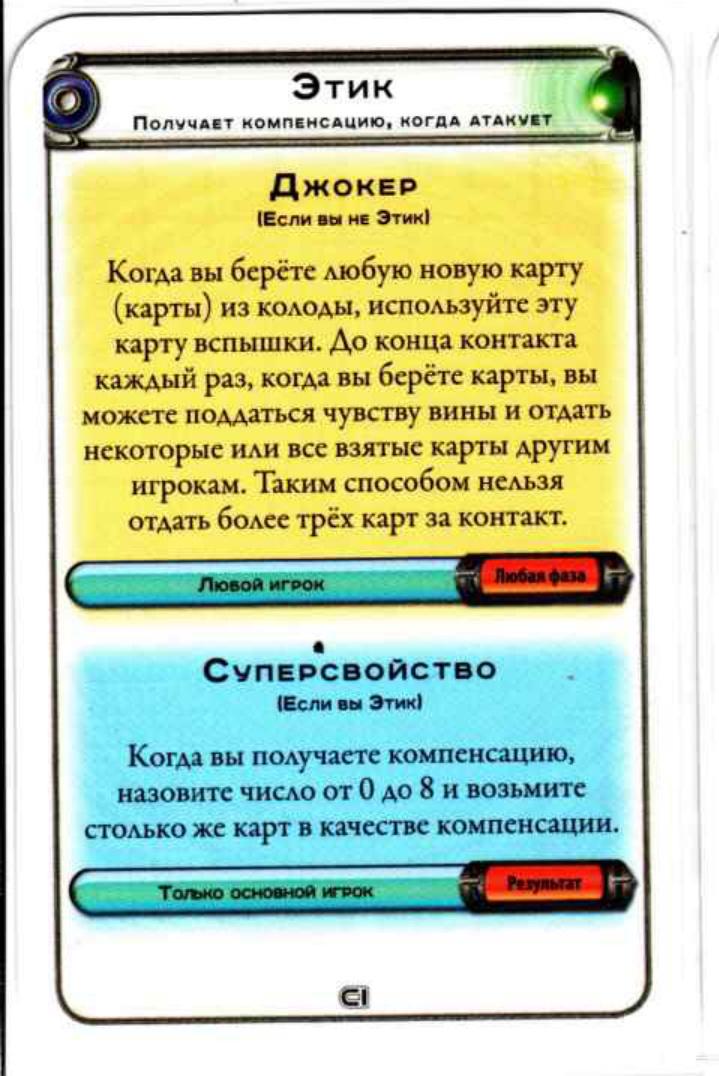 Этик
Получает компенсацию, когда атакует
Джокер
(Если вы не Этик)
Когда вы берёте любую новую карту
(карты) из колоды, используйте эту
карту вспышки. До конца контакта
каждый раз, когда вы берёте карты, вы
можете поддаться чувству вины и отдать
некоторые или все взятые карты другим
игрокам. Таким способом нельзя
отдать более трёх карт за контакт.
Любой игрок Любая фаза
Суперсвойство
(Если вы Этик)
Когда вы получаете компенсацию,
назовите число от 0 до 8 и возьмите
столько же карт в качестве компенсации.
Только основной игрок Результат
CI